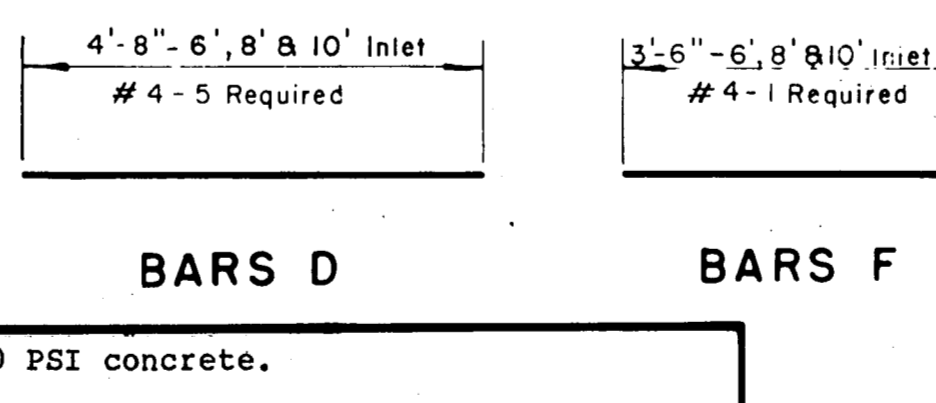 4'-8"-6', 8' & 10' Inlet
# 4-5 Required
3'-6"-6', 8' &10' Inlet
# 4-1 Required
BARS D
BARS F
PSI concrete.